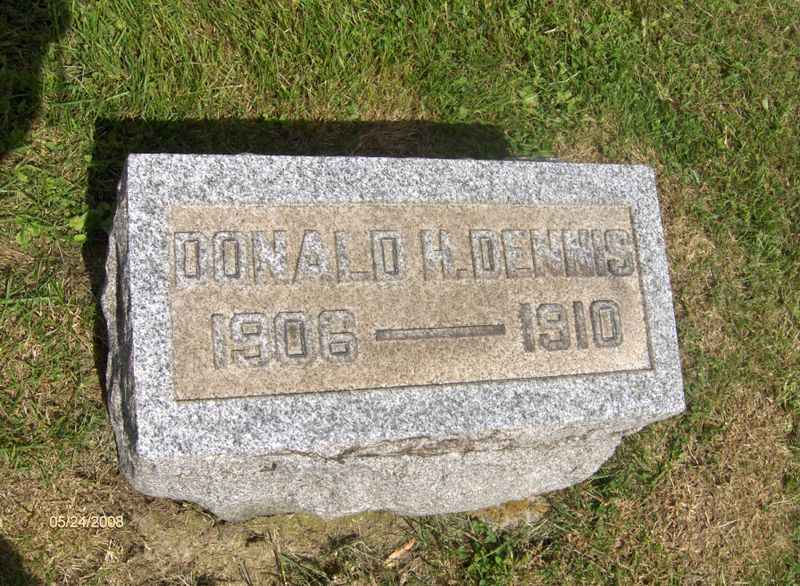 DONALD H. DENNIS
1906 — 1910
05/24/2008